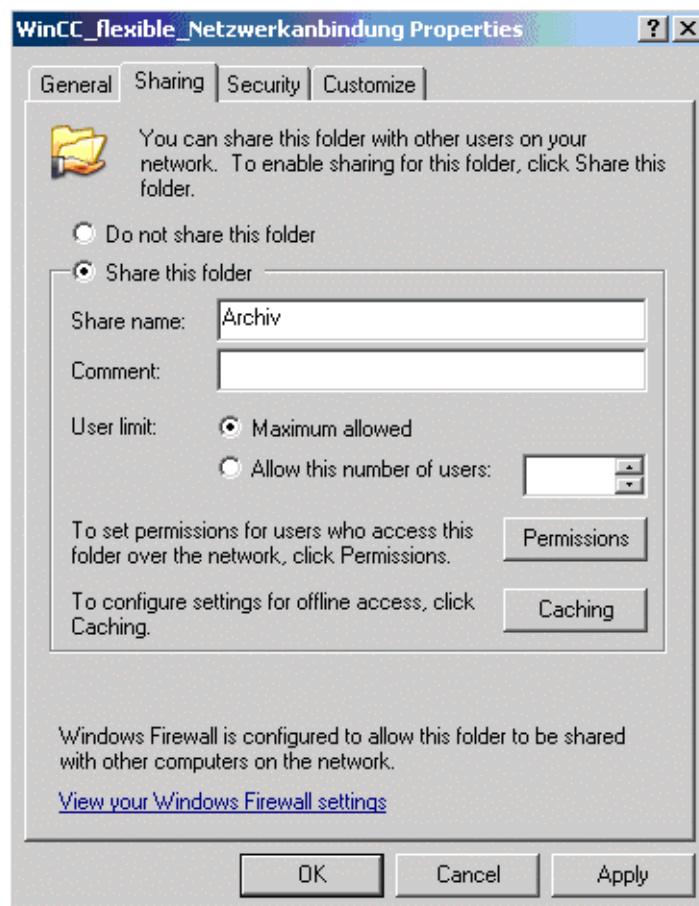 WinCC_flexible_Netzwerkanbindung Properties
General Sharing Security Customize
You can share this folder with other users on your
network. To enable sharing for this folder, click Share this
folder.
Do not share this folder
Share this folder
Share name: Archiv
Comment:
User limit: Maximum allowed
Allow this number of users:
To set permissions for users who access this
folder over the network, click Permissions.
Permissions
To configure settings for offline access, click
Caching.
Caching
Windows Firewall is configured to allow this folder to be shared
with other computers on the network.
View your Windows Firewall settings
OK Cancel Apply